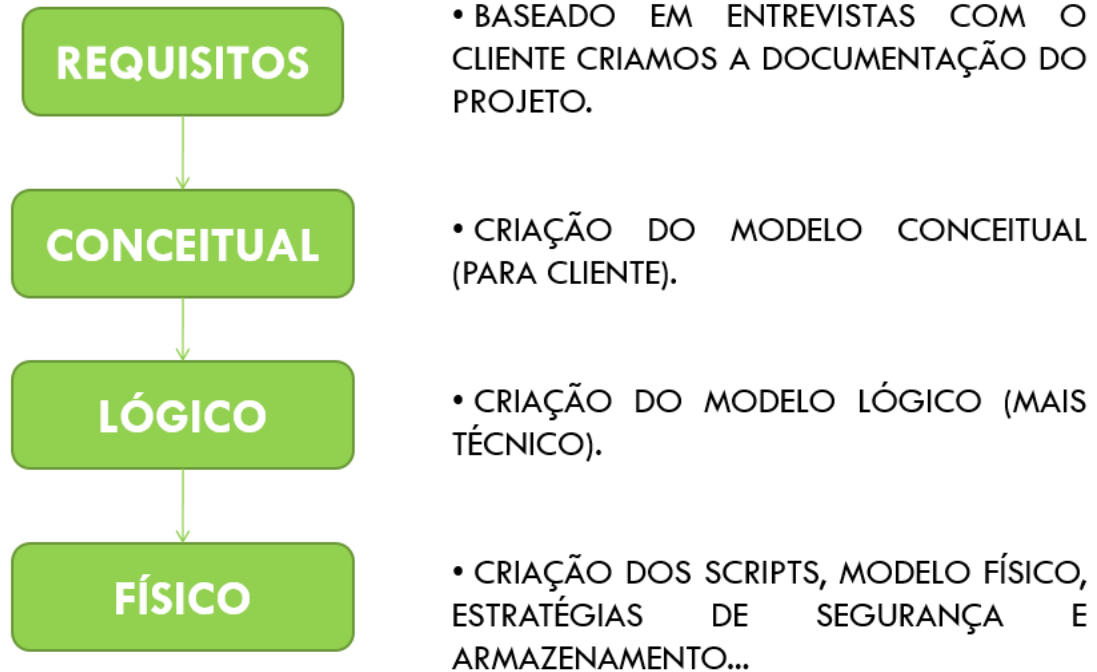 REQUISITOS
• BASEADO EM ENTREVISTAS COM O
CLIENTE CRIAMOS A DOCUMENTAÇÃO DO
PROJETO.
CONCEITUAL
• CRIAÇÃO DO MODELO CONCEITUAL
(PARA CLIENTE).
LÓGICO
• CRIAÇÃO DO MODELO LÓGICO (MAIS
TÉCNICO).
FÍSICO
• CRIAÇÃO DOS SCRIPTS, MODELO FÍSICO,
ESTRATÉGIAS DE SEGURANÇA E
ARMAZENAMENTO...